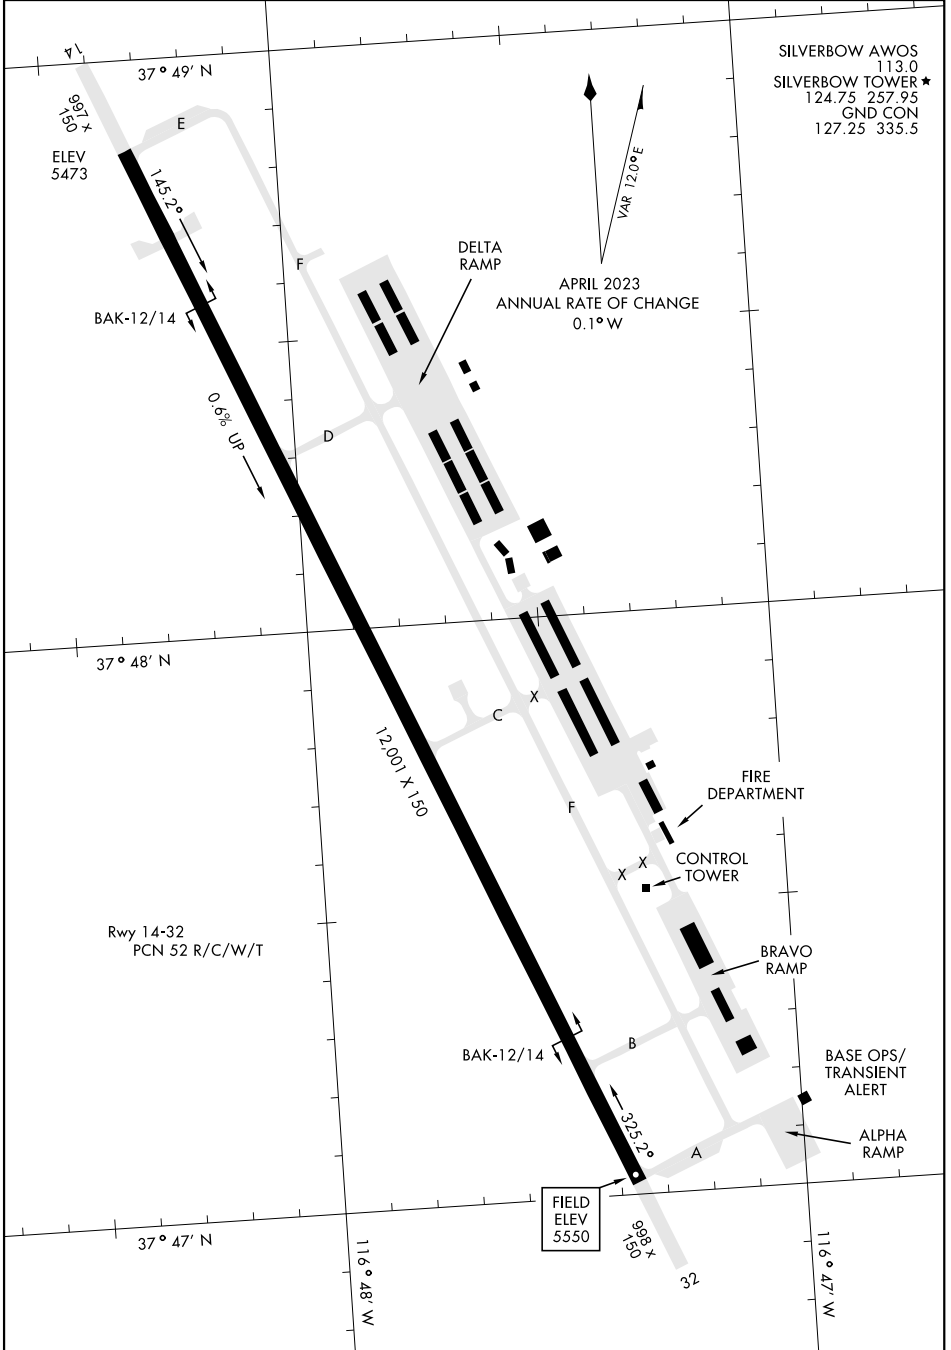 SILVERBOW AWOS
113.0
SILVERBOW TOWER ★
124.75 257.95
GND CON
127.25 335.5
14
37° 49' N
997 X
150
E
ELEV
5473
145.2°
VAR 12.0° E
F
DELTA
RAMP
APRIL 2023
ANNUAL RATE OF CHANGE
0.1° W
BAK-12/14
0.6% UP
D
37° 48' N
X
C
12,001 X 150
F
FIRE
DEPARTMENT
X
X
CONTROL
TOWER
Rwy 14-32
PCN 52 R/C/W/T
BRAVO
RAMP
BAK-12/14
B
BASE OPS/
TRANSIENT
ALERT
325.2°
A
ALPHA
RAMP
FIELD
ELEV
5550
37° 47' N
998 X
150
32
116° 48' W
116° 47' W